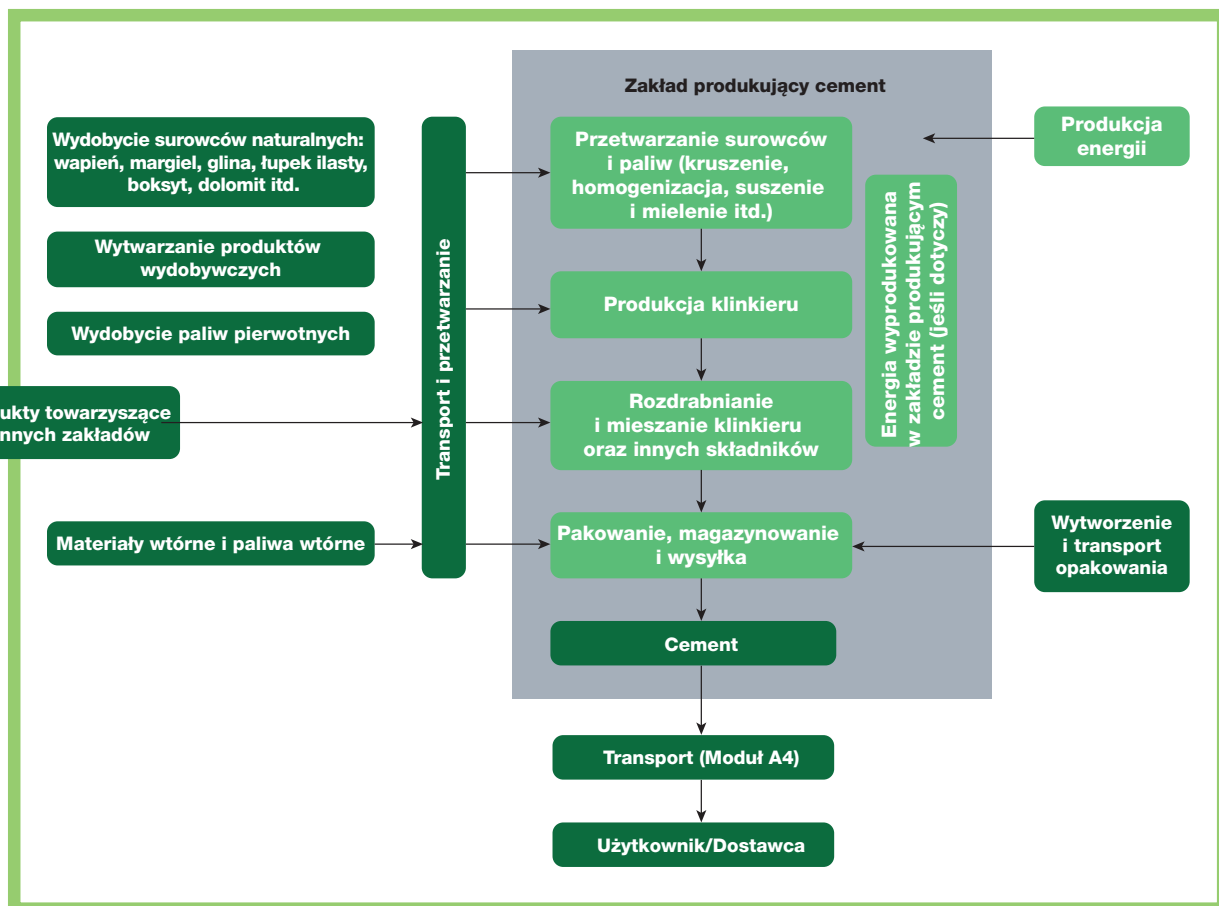 Zakład produkujący cement
Wydobycie surowców naturalnych:
wapień, margiel, glina, łupek ilasty,
boksyt, dolomit itd.
Wytwarzanie produktów
wydobywczych
Wydobycie paliw pierwotnych
ukty towarzyszące
nnych zakładów
Materiały wtórne i paliwa wtórne
Transport i przetwarzanie
Przetwarzanie surowców
i paliw (kruszenie,
homogenizacja, suszenie
i mielenie itd.)
Produkcja klinkieru
Rozdrabnianie
i mieszanie klinkieru
oraz innych składników
Pakowanie, magazynowanie
i wysyłka
Cement
Transport (Moduł A4)
Użytkownik/Dostawca
Energia wyprodukowana
w zakładzie produkującym
cement (jeśli dotyczy)
Produkcja
energii
Wytworzenie
i transport
opakowania